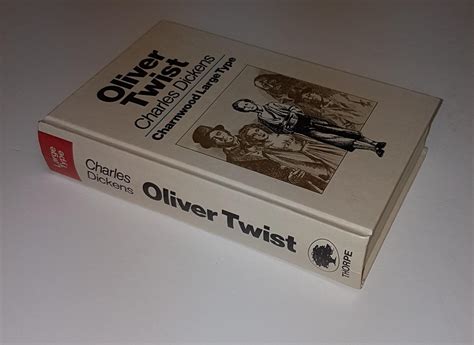 Oliver
Twist
Charles Dickens
Charnwood Large Type
Large
Type
Charles
Dickens
Oliver Twist
THORPE